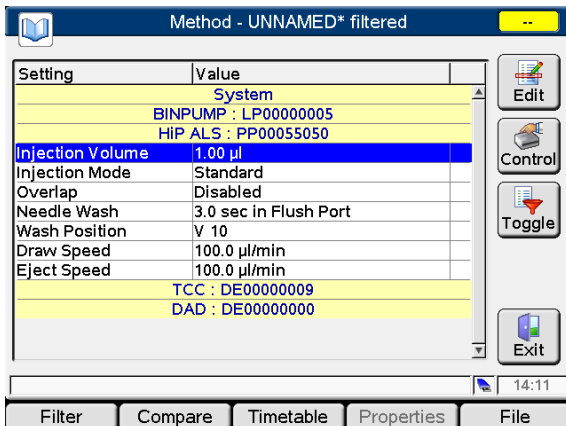 Method - UNNAMED* filtered
--
Setting Value
System
BINPUMP : LP00000005
HiP ALS : PP00055050
Injection Volume 1.00 µl
Injection Mode Standard
Overlap Disabled
Needle Wash 3.0 sec in Flush Port
Wash Position V 10
Draw Speed 100.0 µl/min
Eject Speed 100.0 µl/min
TCC : DE00000009
DAD : DE00000000
Edit
Control
Toggle
Exit
14:11
Filter Compare Timetable Properties File